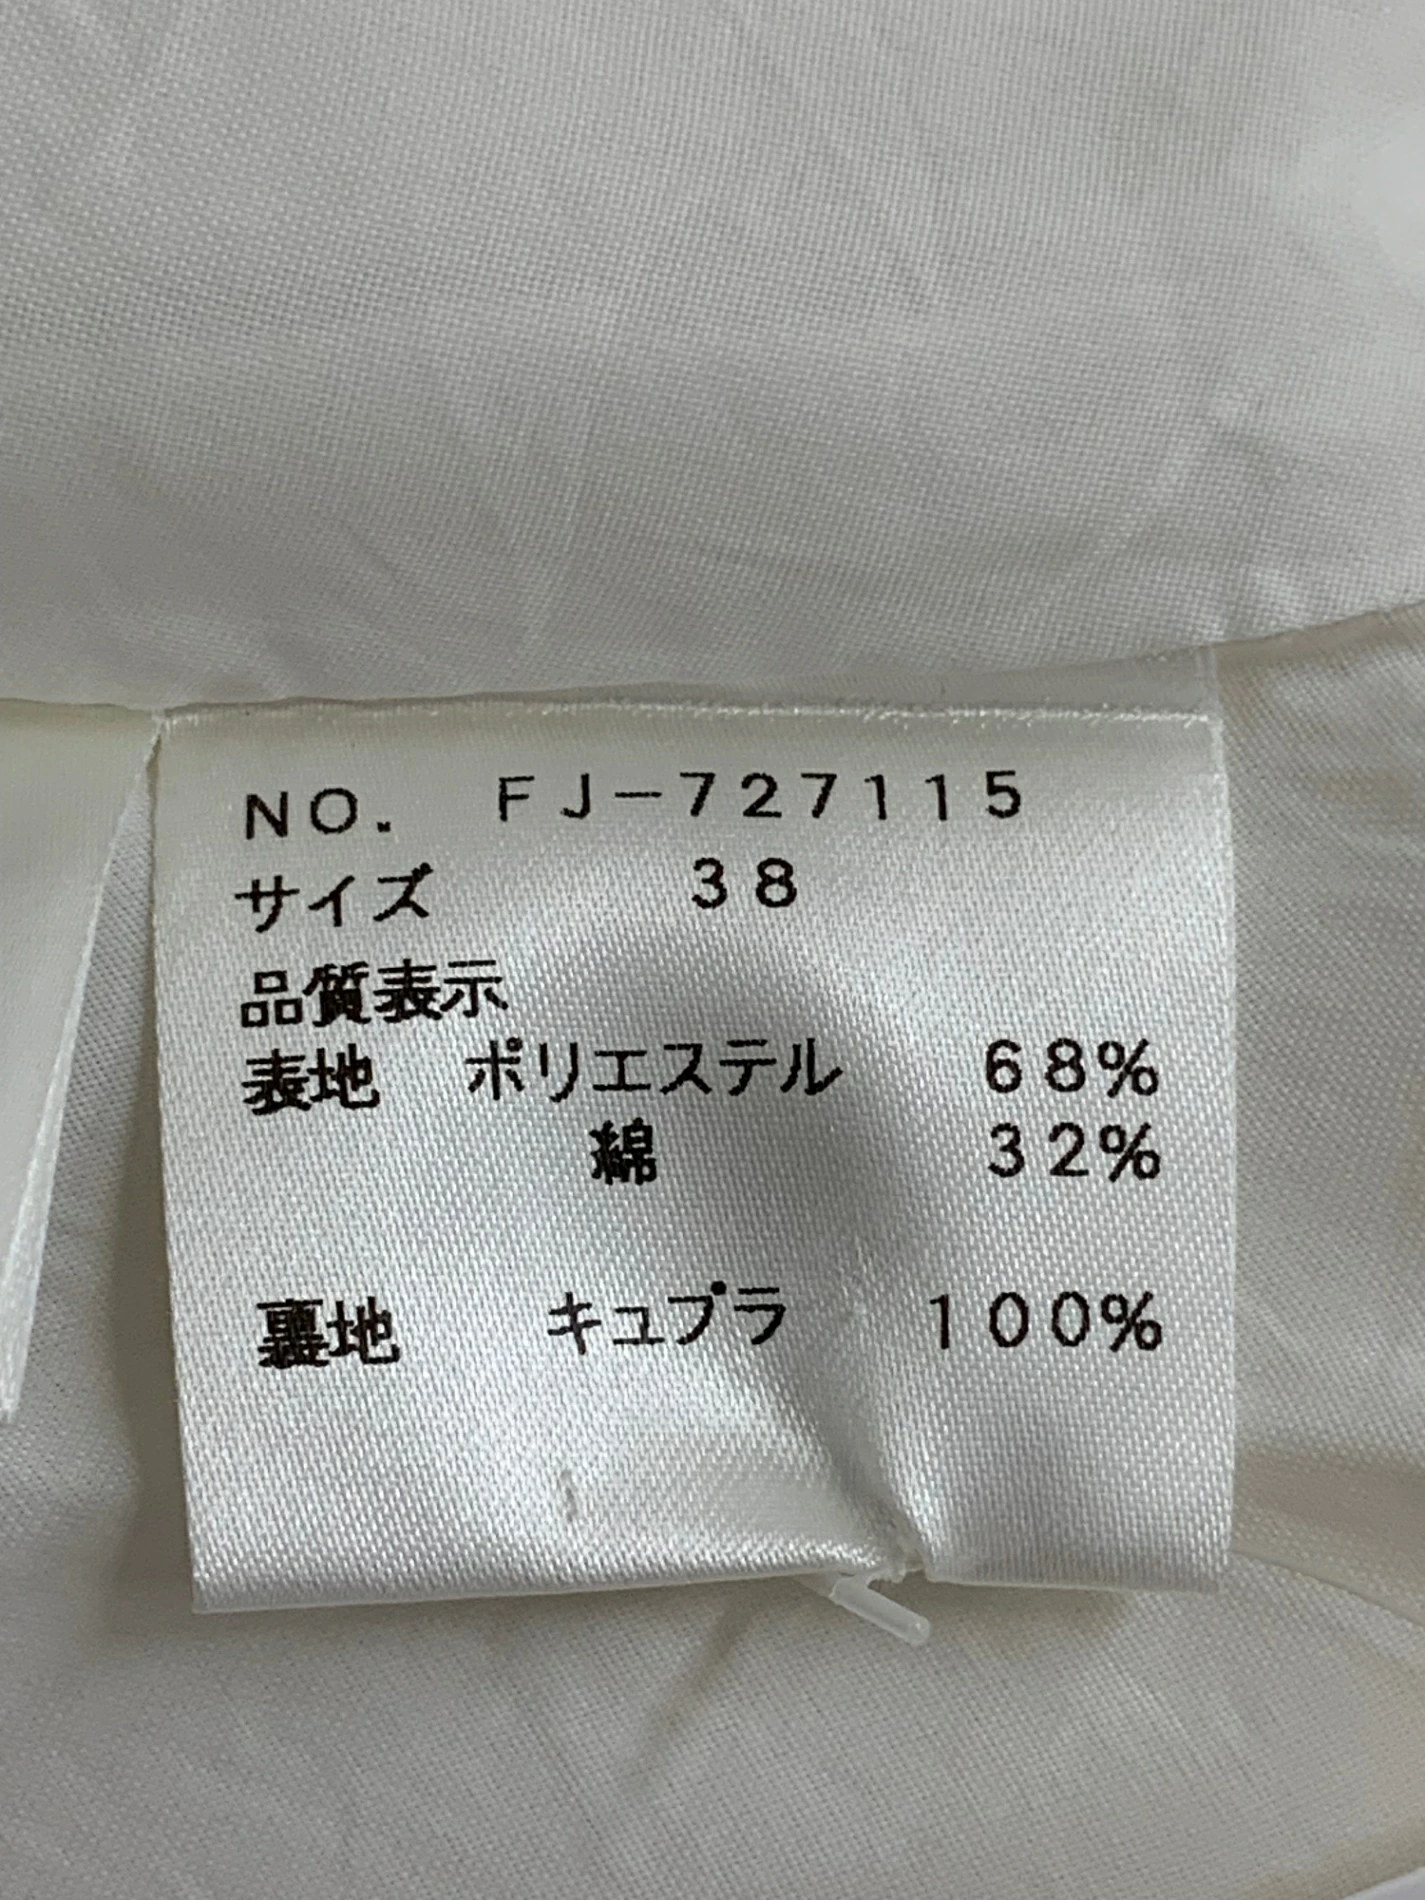 NO. FJ-727115
サイズ 38
品質表示
表地 ポリエステル 68%
綿 32%
裏地 キュプラ 100%